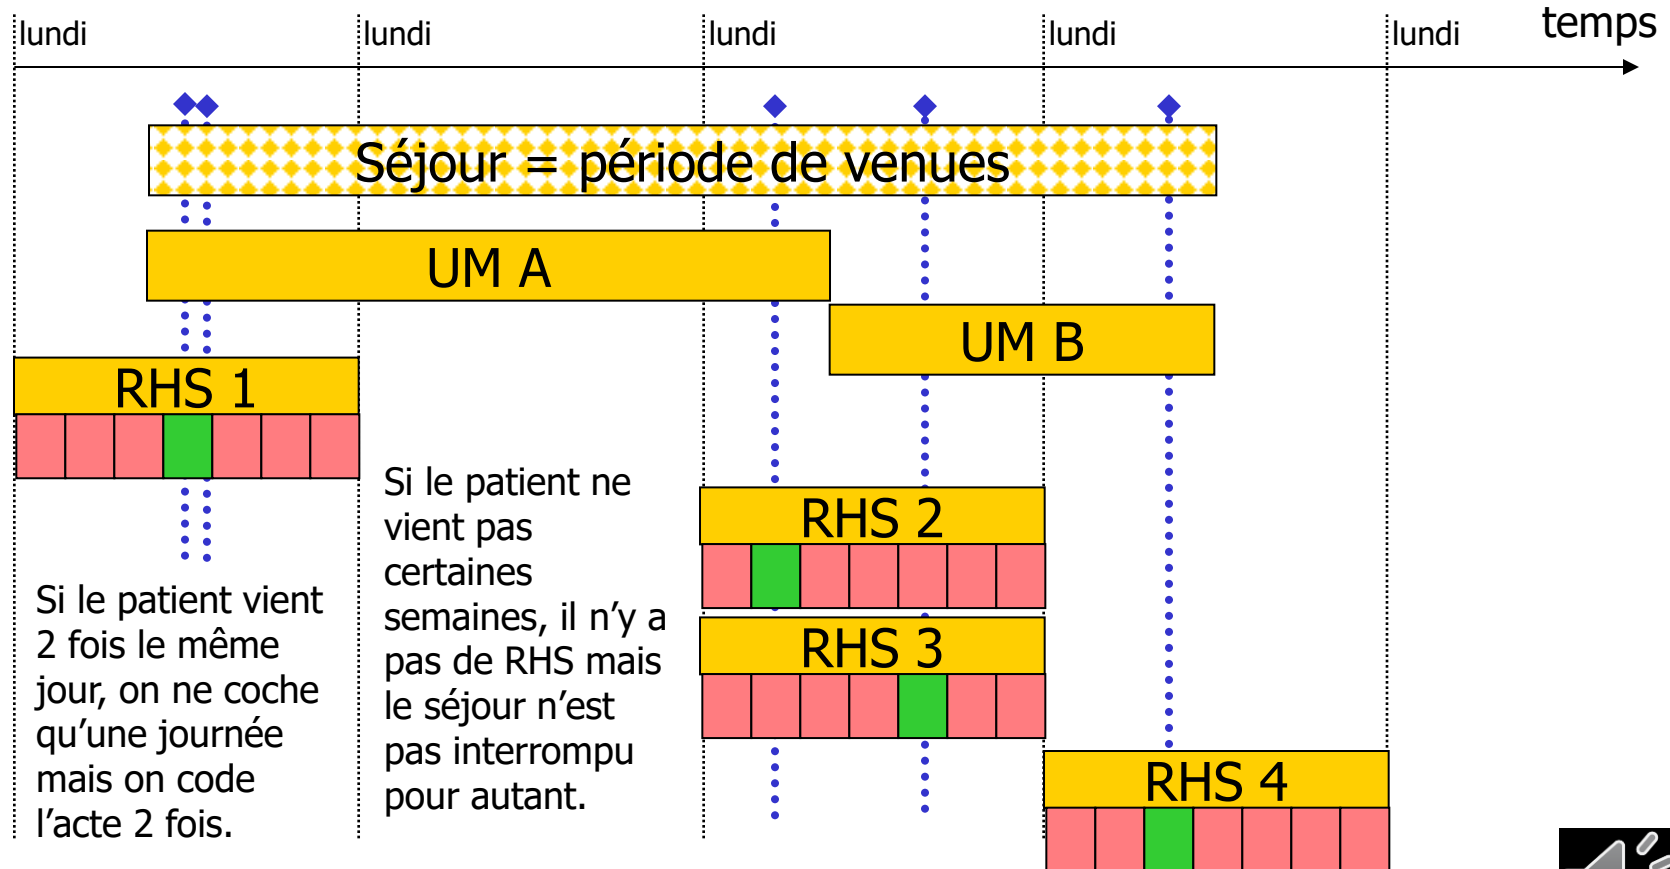 lundi
lundi
lundi
lundi
lundi
temps
Séjour = période de venues
UM A
UM B
RHS 1
Si le patient vient
2 fois le même
jour, on ne coche
qu’une journée
mais on code
l’acte 2 fois.
Si le patient ne
vient pas
certaines
semaines, il n’y a
pas de RHS mais
le séjour n’est
pas interrompu
pour autant.
RHS 2
RHS 3
RHS 4